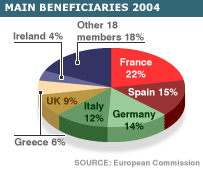 MAIN BENEFICIARIES 2004
Other 18
members 18%
Ireland 4%
France
22%
Spain 15%
UK 9%
Italy
12%
Germany
14%
Greece 6%
SOURCE: European Commission